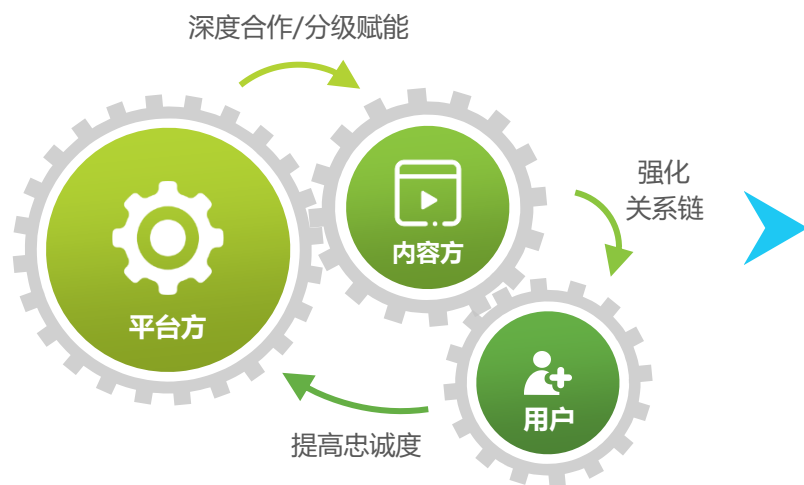 深度合作/分级赋能
强化
关系链
内容方
平台方
用户
提高忠诚度